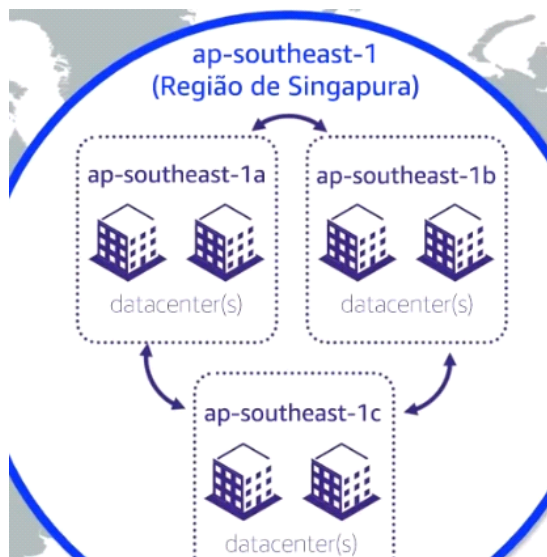 ap-southeast-1
(Região de Singapura)
ap-southeast-1a
ap-southeast-1b
datacenter(s)
datacenter(s)
ap-southeast-1c
datacenter(s)